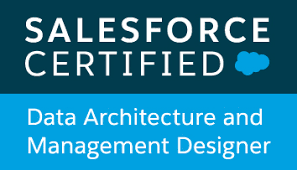 SALESFORCE
CERTIFIED
Data Architecture and
Management Designer